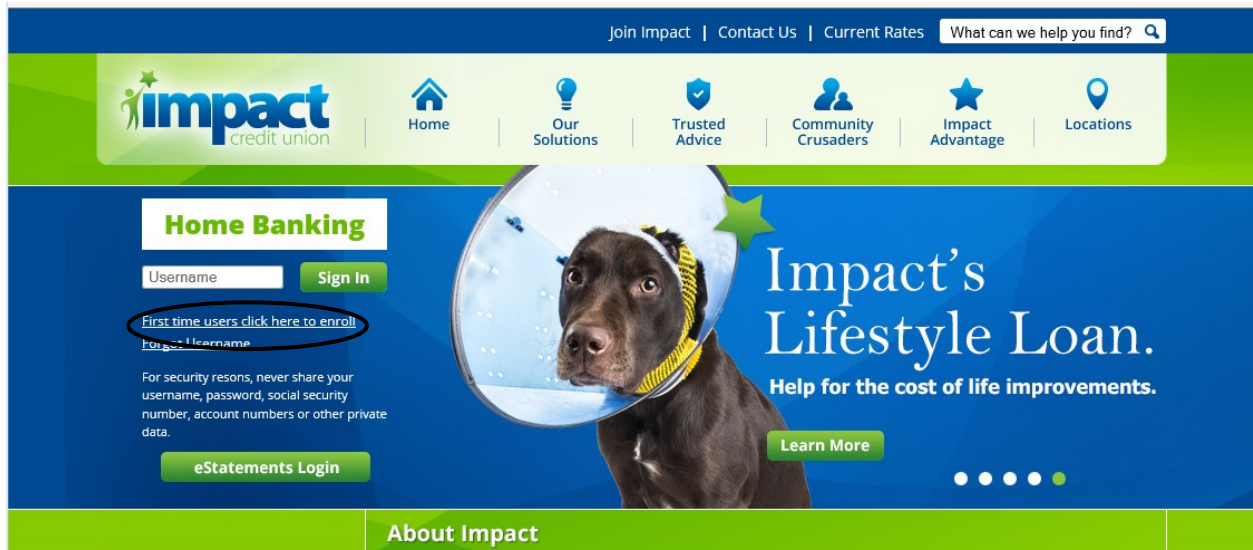 Join Impact | Contact Us | Current Rates
What can we help you find?
impact
credit union
Home
Our
Solutions
Trusted
Advice
Community
Crusaders
Impact
Advantage
Locations
Home Banking
Username
Sign In
First time users click here to enroll
Forgot Username
For security resons, never share your
username, password, social security
number, account numbers or other private
data.
eStatements Login
Impact's
Lifestyle Loan.
Help for the cost of life improvements.
Learn More
About Impact